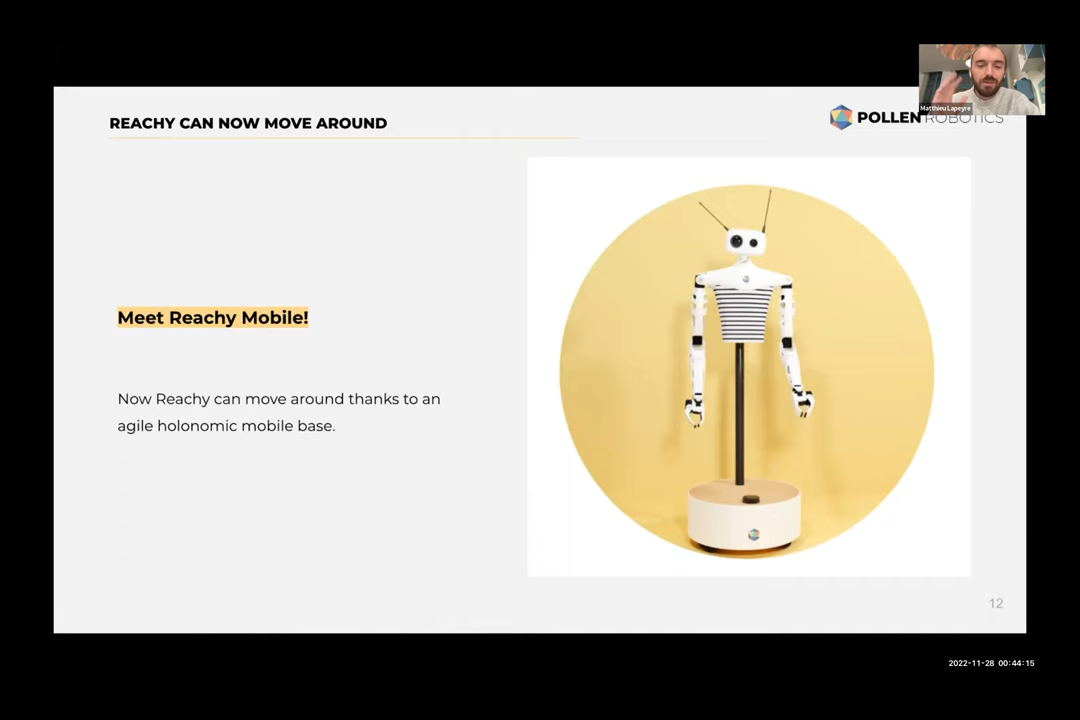 Matthieu Lapeyre
REACHY CAN NOW MOVE AROUND
POLLEN ROBOTICS
Meet Reachy Mobile!
Now Reachy can move around thanks to an
agile holonomic mobile base.
12
2022-11-28 00:44:15